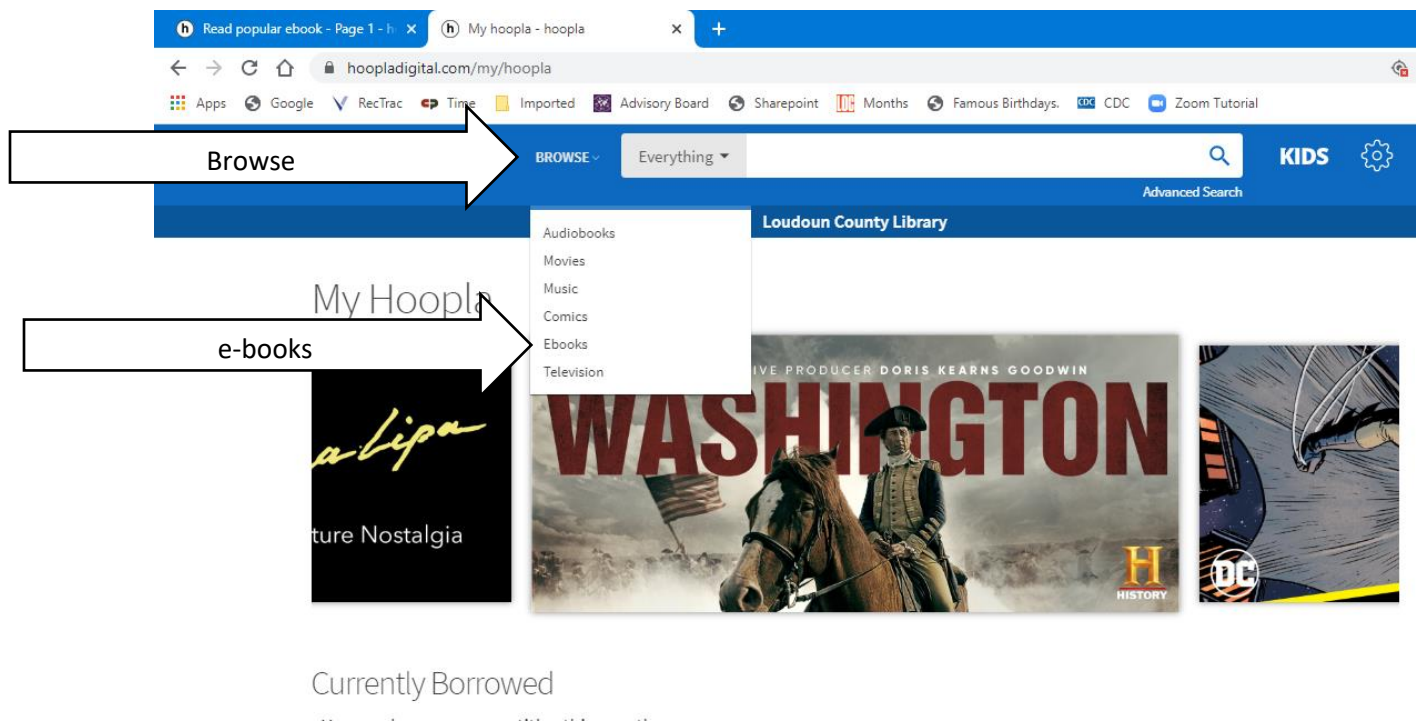 Read popular ebook - Page 1 - h
My hoopla - hoopla
hoopladigital.com/my/hoopla
Apps Google RecTrac Time Imported Advisory Board Sharepoint Months Famous Birthdays. CDC Zoom Tutorial
Browse
BROWSE Everything KIDS
Advanced Search
Loudoun County Library
Audiobooks
Movies
Music
Comics
Ebooks
Television
My Hoopla
e-books
a Lipa
ture Nostalgia
IVE PRODUCER DORIS KEARNS GOODWIN
WASHINGTON
H
HISTORY
DC
Currently Borrowed